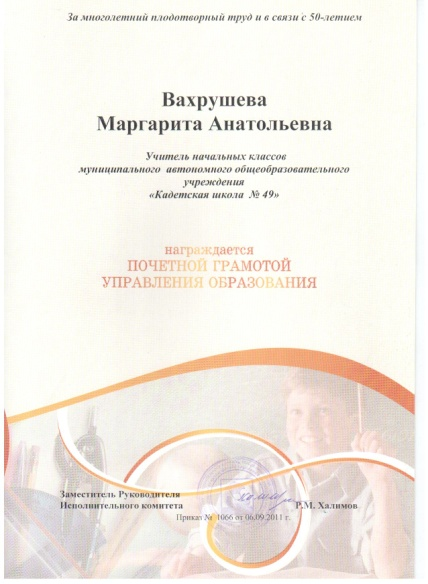 За многолетний плодотворный труд и в связи с 50-летием
Вахрушева
Маргарита Анатольевна
Учитель начальных классов
муниципального автономного общеобразовательного
учреждения
«Кадетская школа № 49»
награждается
ПОЧЕТНОЙ ГРАМОТОЙ
УПРАВЛЕНИЯ ОБРАЗОВАНИЯ
Заместитель Руководителя
Исполнительного комитета Р.М. Халимов
Приказ № 1066 от 06.09.2011 г.